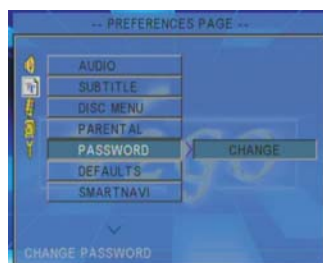 -- PREFERENCES PAGE --
AUDIO
SUBTITLE
DISC MENU
PARENTAL
PASSWORD CHANGE
DEFAULTS
SMARTNAVI
CHANGE PASSWORD